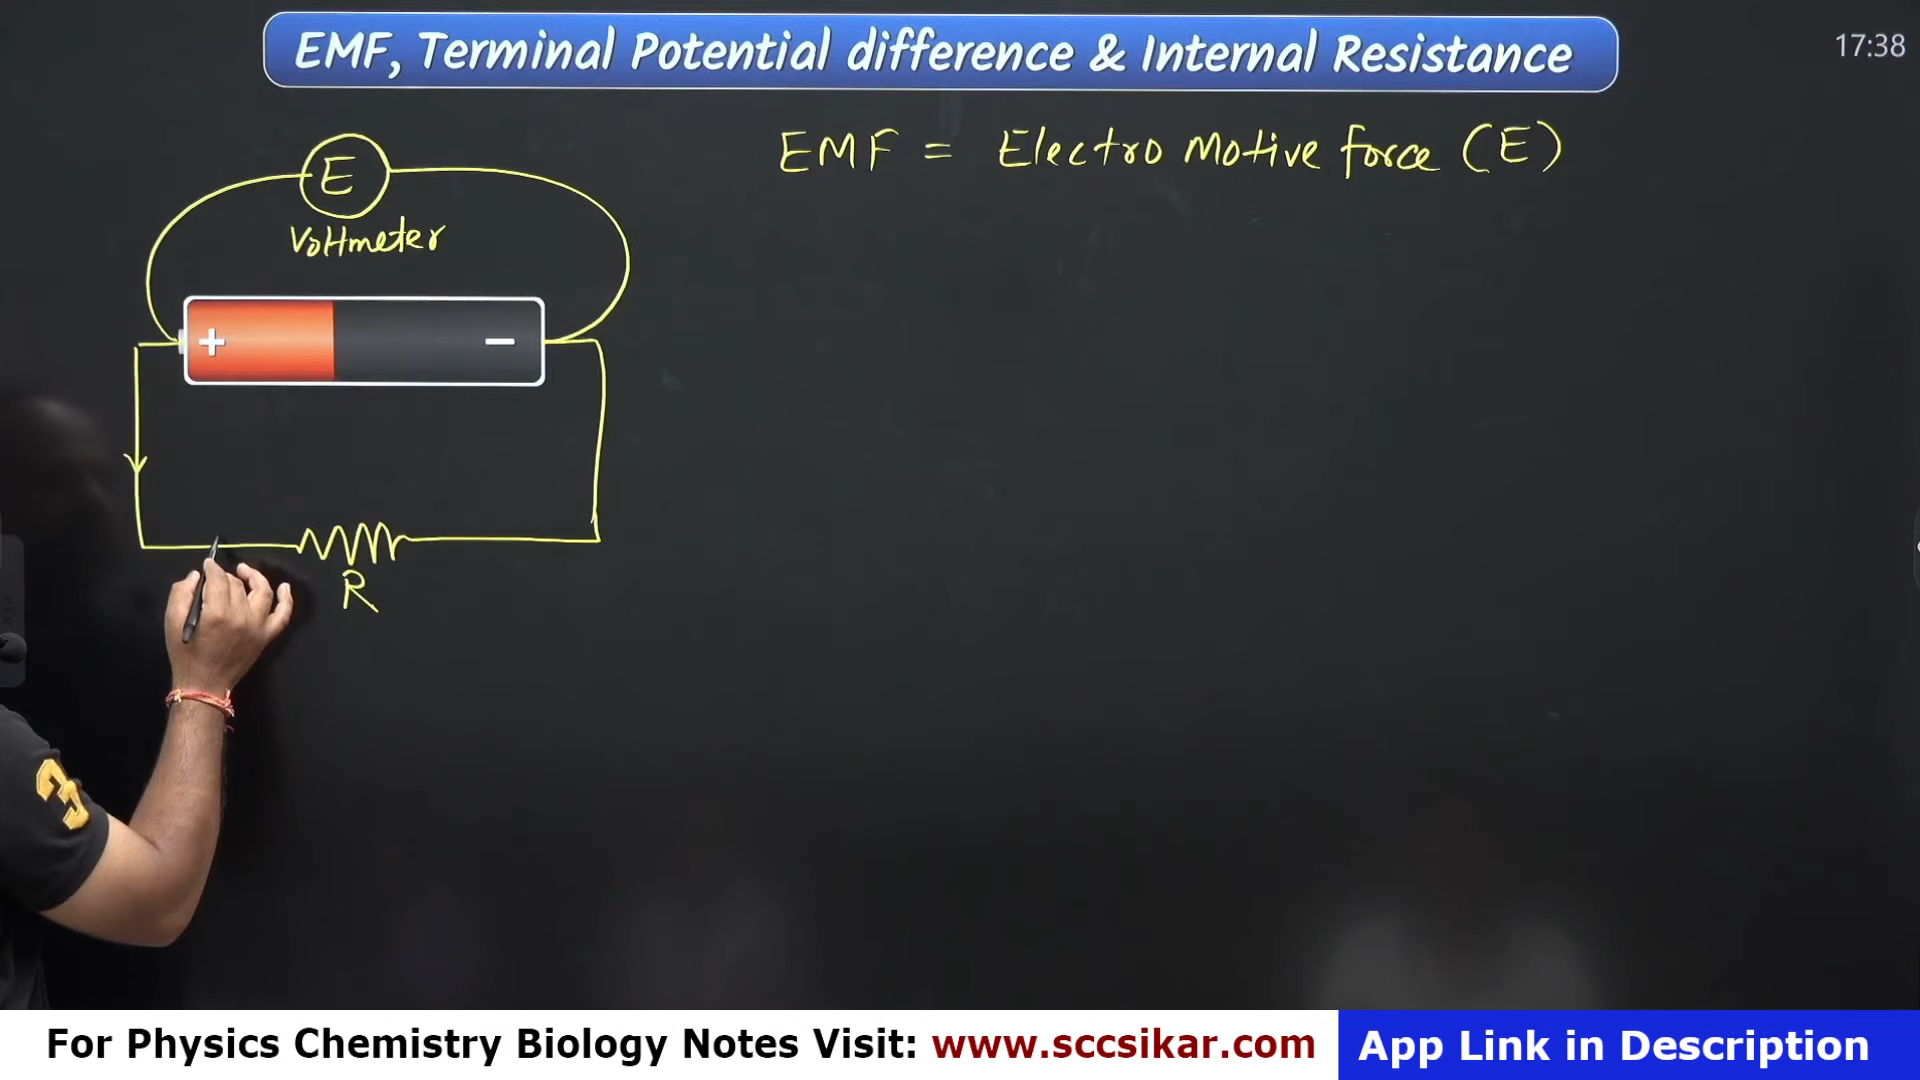 EMF, Terminal Potential difference & Internal Resistance
17:38
EMF = Electro Motive force (E)
E
Voltmeter
+ −
R
3
For Physics Chemistry Biology Notes Visit: www.sccsikar.com
App Link in Description